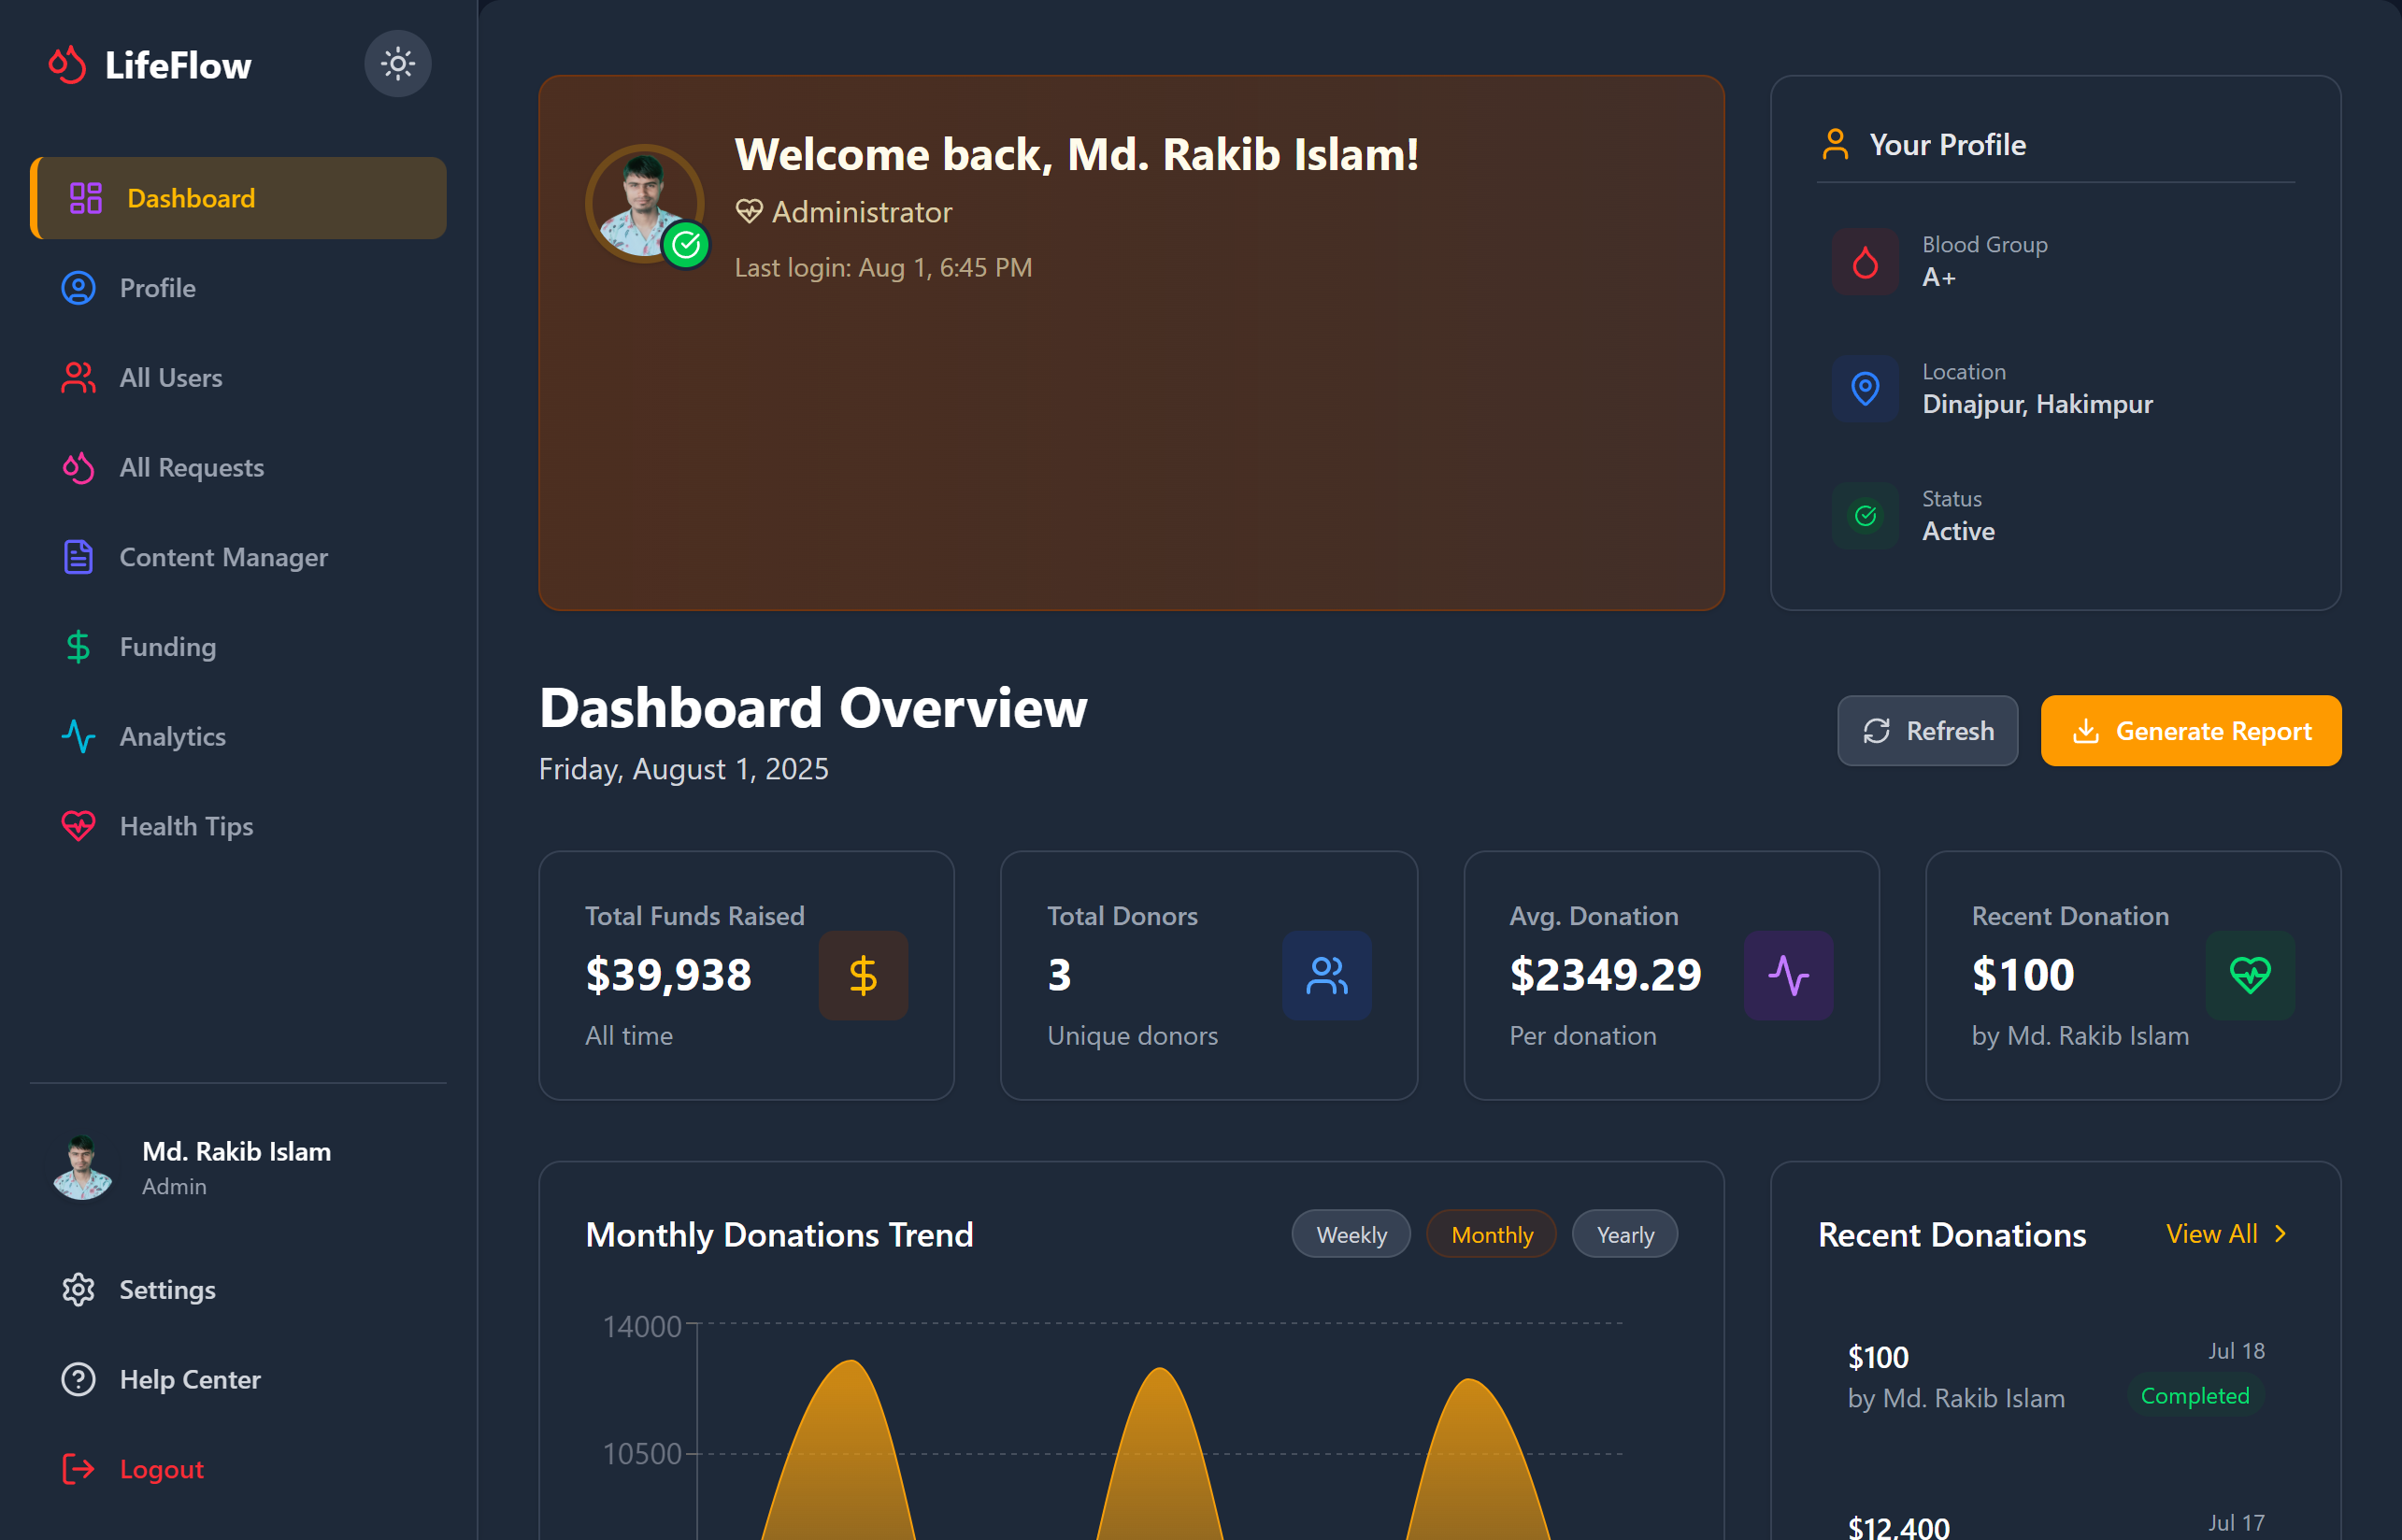 LifeFlow
Dashboard
Profile
All Users
All Requests
Content Manager
Funding
Analytics
Health Tips
Md. Rakib Islam
Admin
Settings
Help Center
Logout
Welcome back, Md. Rakib Islam!
Administrator
Last login: Aug 1, 6:45 PM
Your Profile
Blood Group
A+
Location
Dinajpur, Hakimpur
Status
Active
Dashboard Overview
Friday, August 1, 2025
Refresh
Generate Report
Total Funds Raised
$39,938
All time
Total Donors
3
Unique donors
Avg. Donation
$2349.29
Per donation
Recent Donation
$100
by Md. Rakib Islam
Monthly Donations Trend
Weekly
Monthly
Yearly
14000
10500
Recent Donations
View All
$100
Jul 18
by Md. Rakib Islam
Completed
$12,400
Jul 17